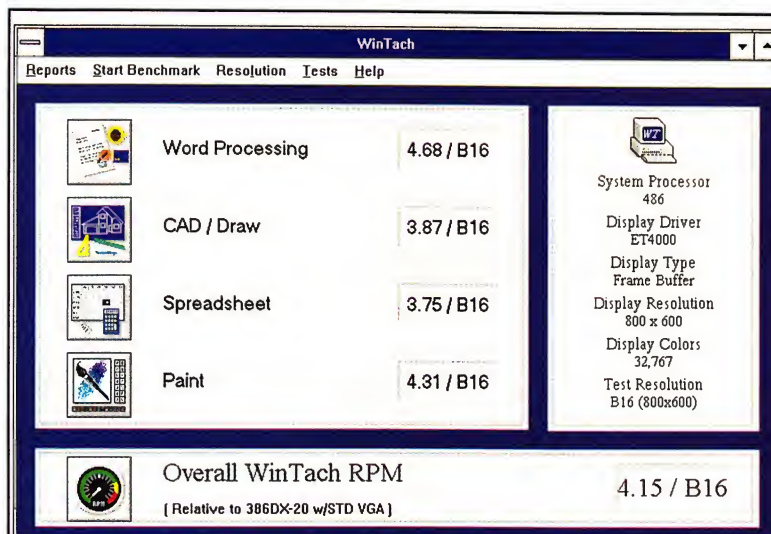 WinTach
Reports Start Benchmark Resolution Tests Help
Word Processing 4.68 / B16
CAD / Draw 3.87 / B16
Spreadsheet 3.75 / B16
Paint 4.31 / B16
WT
System Processor
486
Display Driver
ET4000
Display Type
Frame Buffer
Display Resolution
800 x 600
Display Colors
32,767
Test Resolution
B16 (800x600)
RPM
Overall WinTach RPM 4.15 / B16
( Relative to 386DX-20 w/STD VGA )